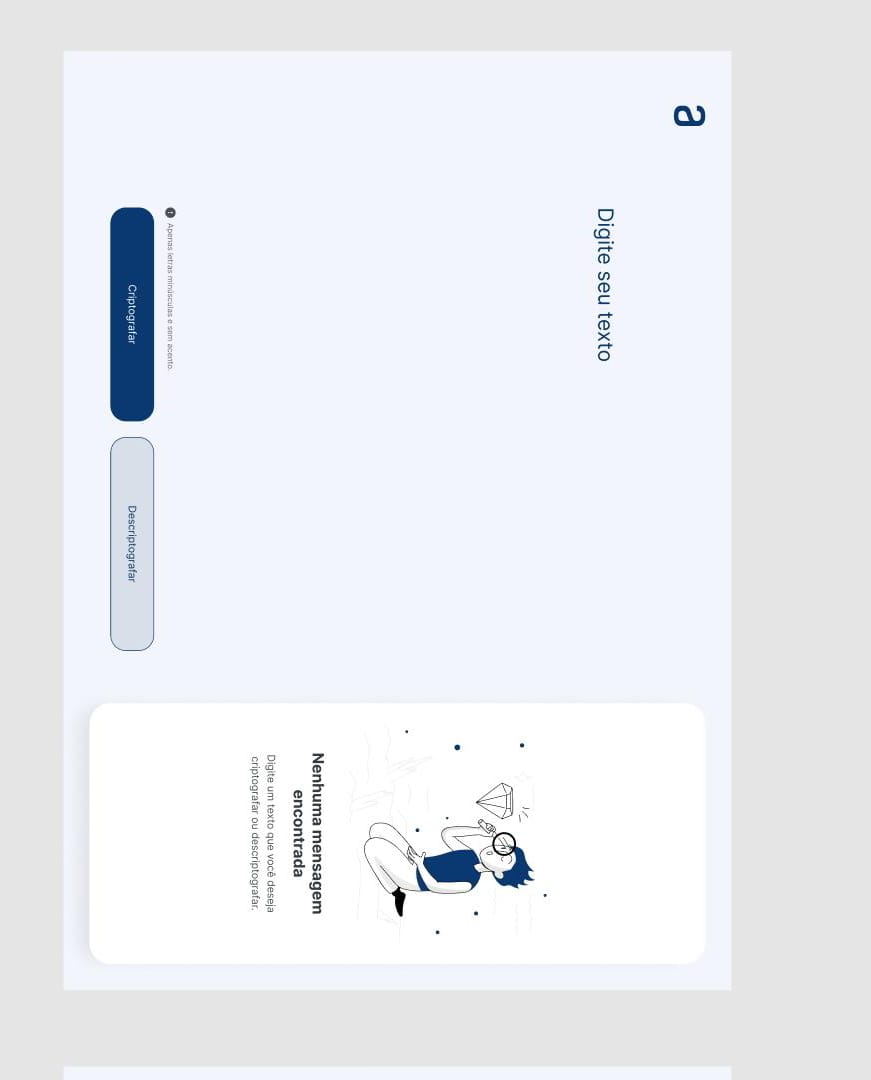 a
Digite seu texto
Apenas letras minúsculas e sem acento.
Criptografar
Descriptografar
Nenhuma mensagem
encontrada
Digite um texto que você deseja
criptografar ou descriptografar.